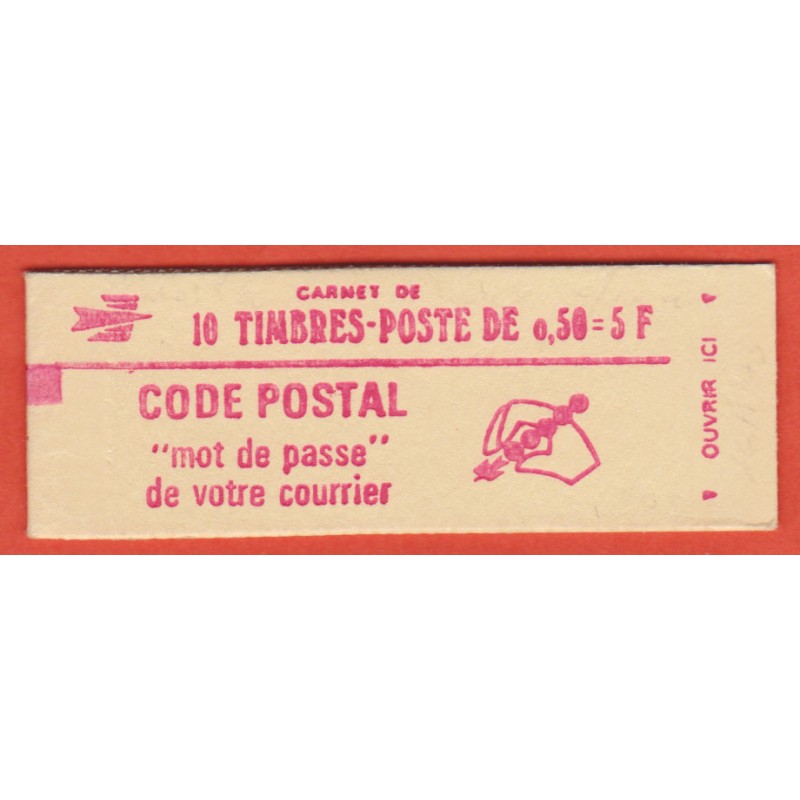 CARNET DE
10 TIMBRES-POSTE DE 0,50 = 5 F
CODE POSTAL
"mot de passe"
de votre courrier
OUVRIR ICI